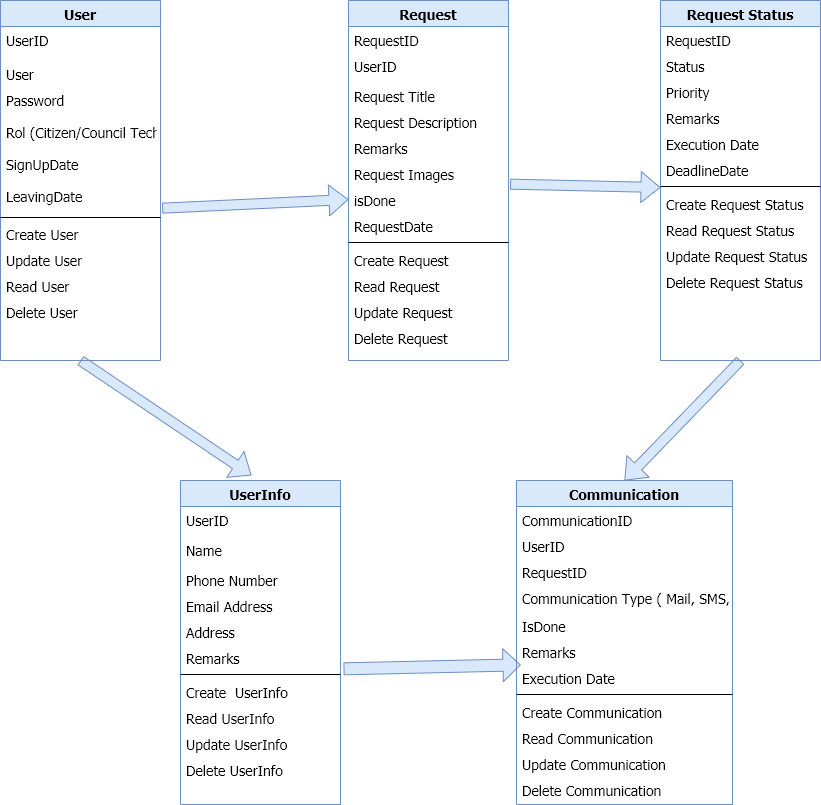 User
UserID
User
Password
Rol (Citizen/Council Tech
SignUpDate
LeavingDate
Create User
Update User
Read User
Delete User
Request
RequestID
UserID
Request Title
Request Description
Remarks
Request Images
isDone
RequestDate
Create Request
Read Request
Update Request
Delete Request
Request Status
RequestID
Status
Priority
Remarks
Execution Date
DeadlineDate
Create Request Status
Read Request Status
Update Request Status
Delete Request Status
UserInfo
UserID
Name
Phone Number
Email Address
Address
Remarks
Create  UserInfo
Read UserInfo
Update UserInfo
Delete UserInfo
Communication
CommunicationID
UserID
RequestID
Communication Type ( Mail, SMS,
IsDone
Remarks
Execution Date
Create Communication
Read Communication
Update Communication
Delete Communication